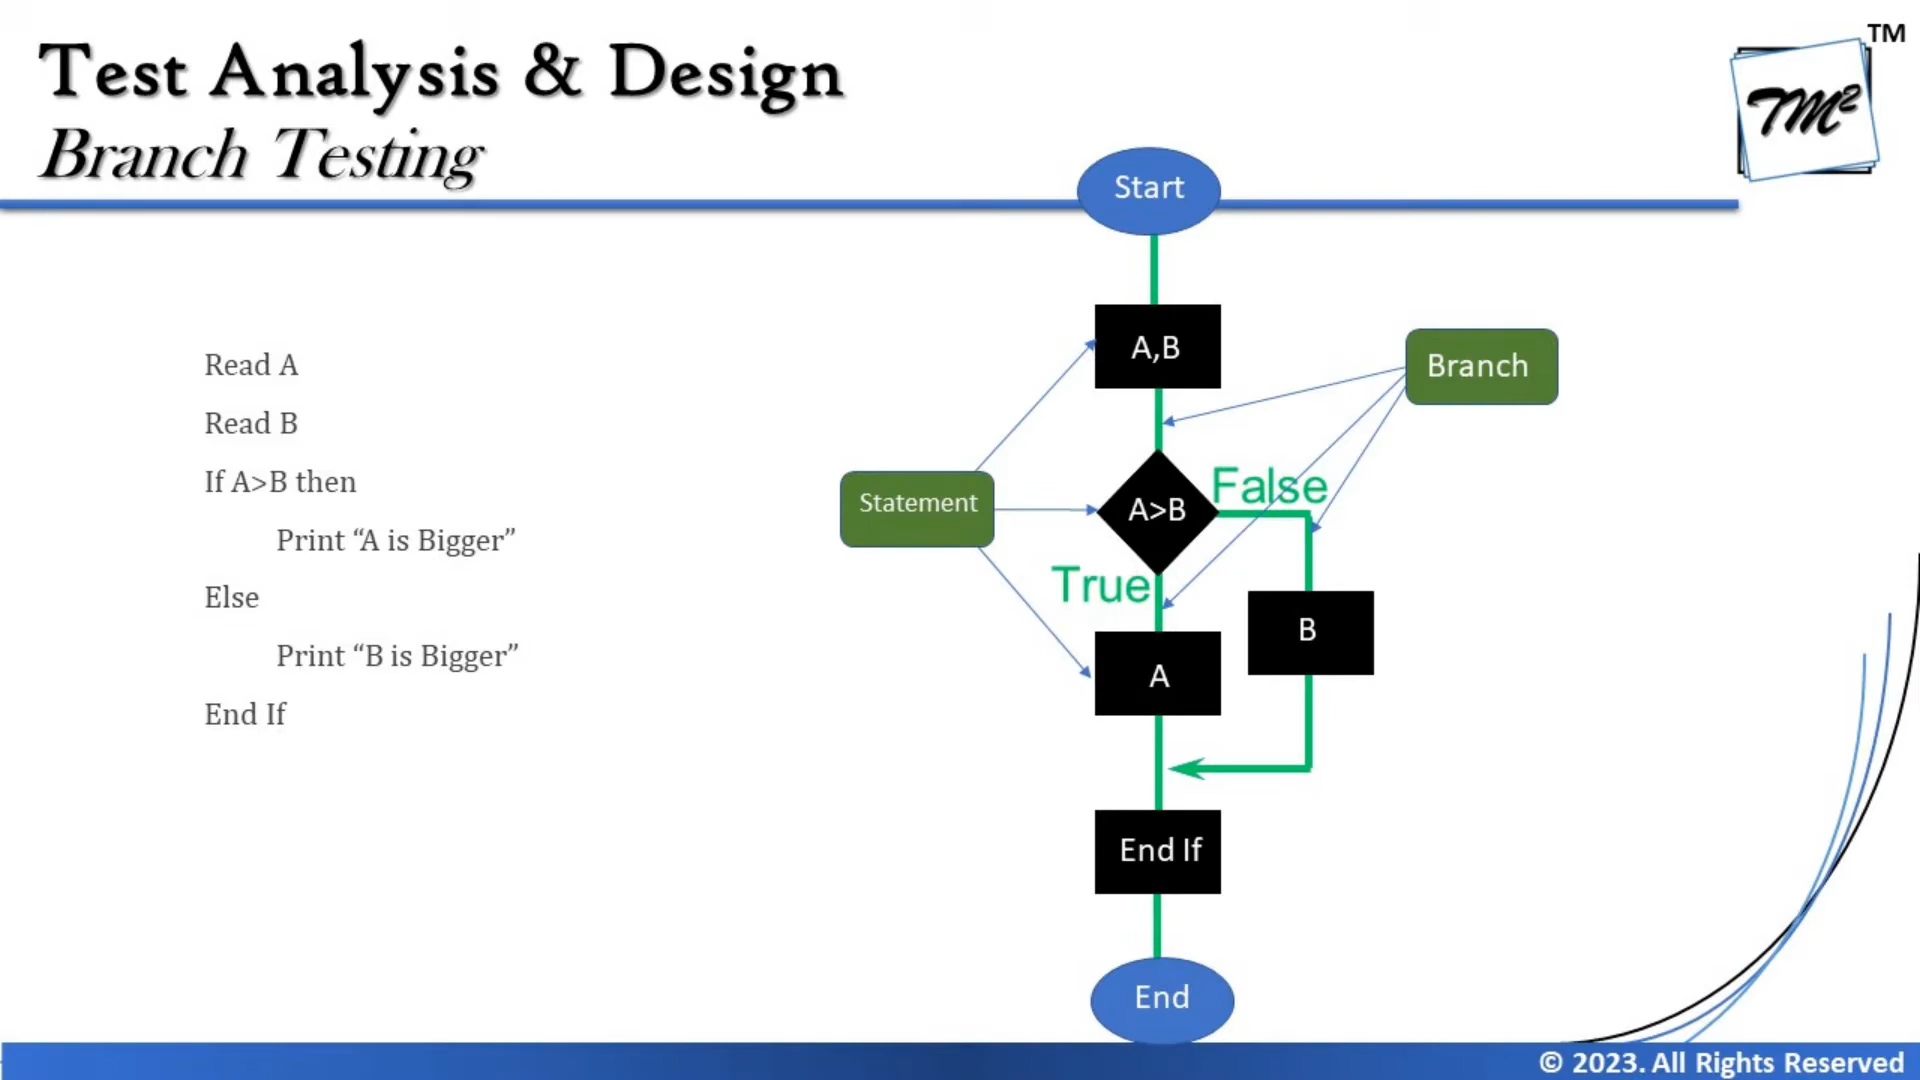 Test Analysis & Design
Branch Testing
TM
TM²
Start
Read A
Read B
If A>B then
Print “A is Bigger”
Else
Print “B is Bigger”
End If
A,B
Branch
Statement
A>B
False
True
B
A
End If
End
© 2023. All Rights Reserved